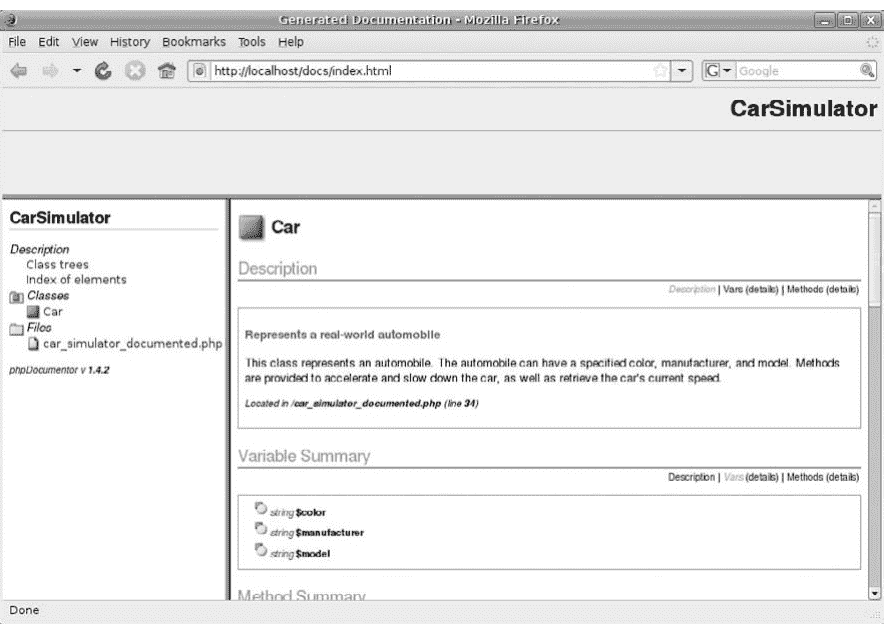 Generated Documentation - Mozilla Firefox
File Edit View History Bookmarks Tools Help
http://localhost/docs/index.html
G
Google
CarSimulator
CarSimulator
Description
Class trees
Index of elements
Classes
Car
Files
car_simulator_documented.php
phpDocumentor v 1.4.2
Car
Description
Description | Vars (details) | Methods (details)
Represents a real-world automobile
This class represents an automobile. The automobile can have a specified color, manufacturer, and model. Methods
are provided to accelerate and slow down the car, as well as retrieve the car's current speed.
Located in /car_simulator_documented.php (line 34)
Variable Summary
Description | Vars (details) | Methods (details)
string $color
string $manufacturer
string $model
Method Summary
Done